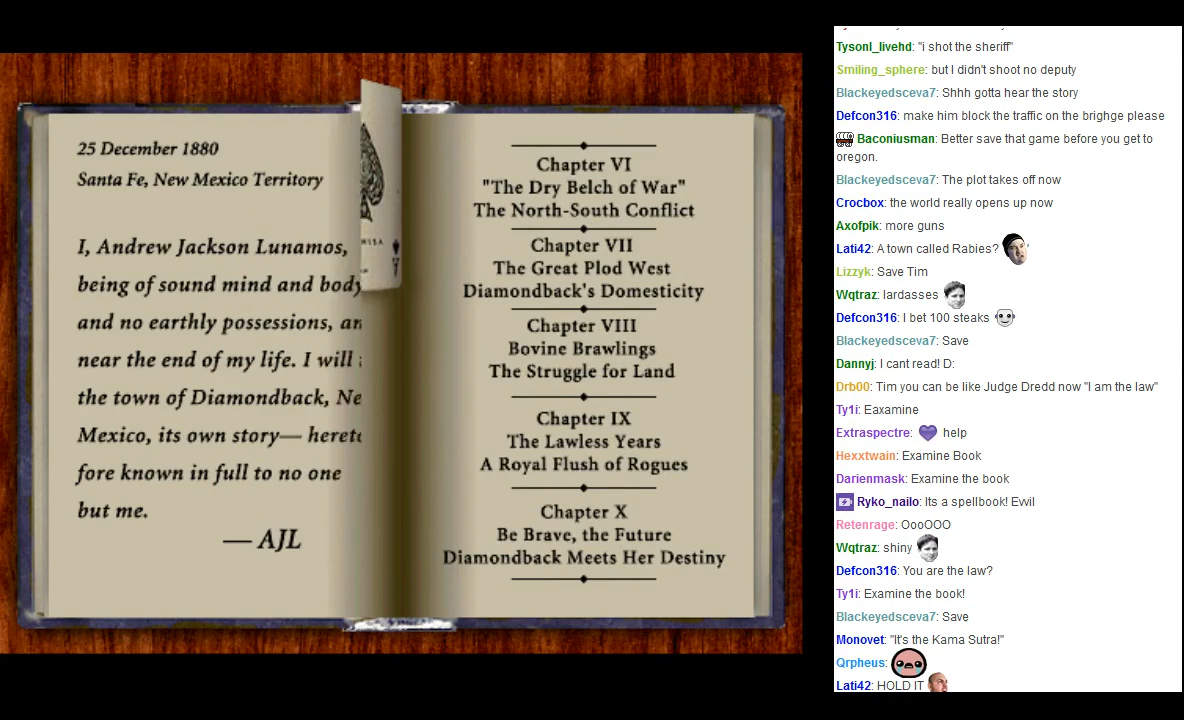 25 December 1880
Santa Fe, New Mexico Territory
I, Andrew Jackson Lunamos,
being of sound mind and body
and no earthly possessions, an
near the end of my life. I will
the town of Diamondback, Ne
Mexico, its own story— hereto
fore known in full to no one
but me.
— AJL
Chapter VI
"The Dry Belch of War"
The North-South Conflict
Chapter VII
The Great Plod West
Diamondback's Domesticity
Chapter VIII
Bovine Brawlings
The Struggle for Land
Chapter IX
The Lawless Years
A Royal Flush of Rogues
Chapter X
Be Brave, the Future
Diamondback Meets Her Destiny
Tysonl_livehd: "i shot the sheriff"
Smiling_sphere: but I didn't shoot no deputy
Blackeyedsceva7: Shhh gotta hear the story
Defcon316: make him block the traffic on the brighge please
Baconiusman: Better save that game before you get to
oregon.
Blackeyedsceva7: The plot takes off now
Crocbox: the world really opens up now
Axofpik: more guns
Lati42: A town called Rabies?
Lizzyk: Save Tim
Wqtraz: lardasses
Defcon316: I bet 100 steaks
Blackeyedsceva7: Save
Dannyj: I cant read! D:
Drb00: Tim you can be like Judge Dredd now "I am the law"
Ty1i: Eaxamine
Extraspectre: help
Hexxtwain: Examine Book
Darienmask: Examine the book
Ryko_nailo: Its a spellbook! Evvil
Retenrage: OooOOO
Wqtraz: shiny
Defcon316: You are the law?
Ty1i: Examine the book!
Blackeyedsceva7: Save
Monovet: "It's the Kama Sutra!"
Qrpheus:
Lati42: HOLD IT